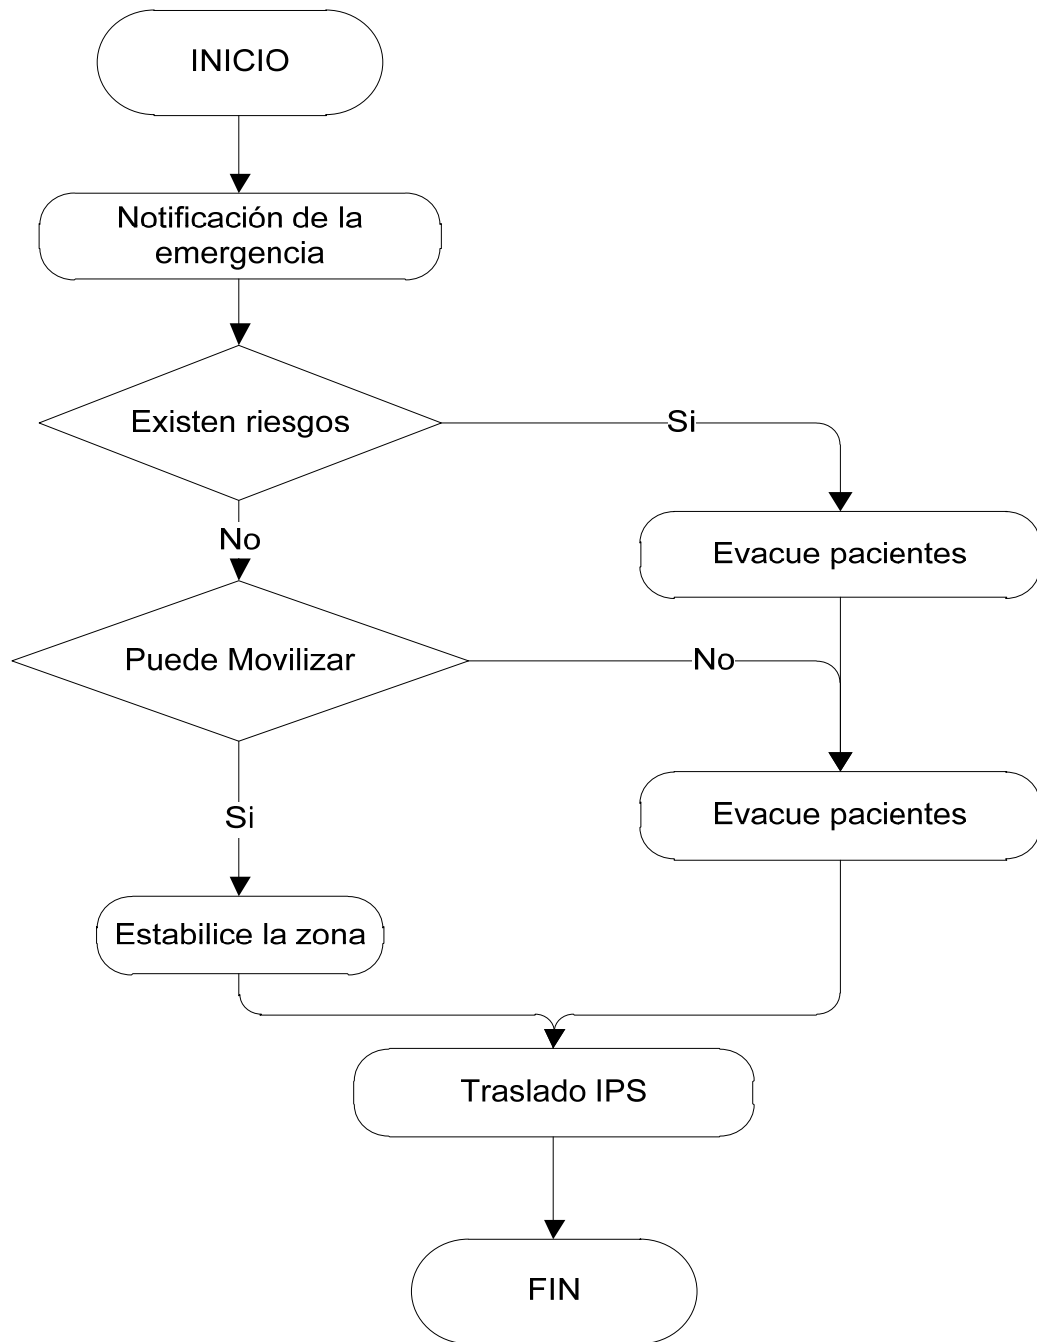 INICIO
Notificación de la
emergencia
Existen riesgos
Si
No
Evacue pacientes
Puede Movilizar
No
Si
Evacue pacientes
Estabilice la zona
Traslado IPS
FIN